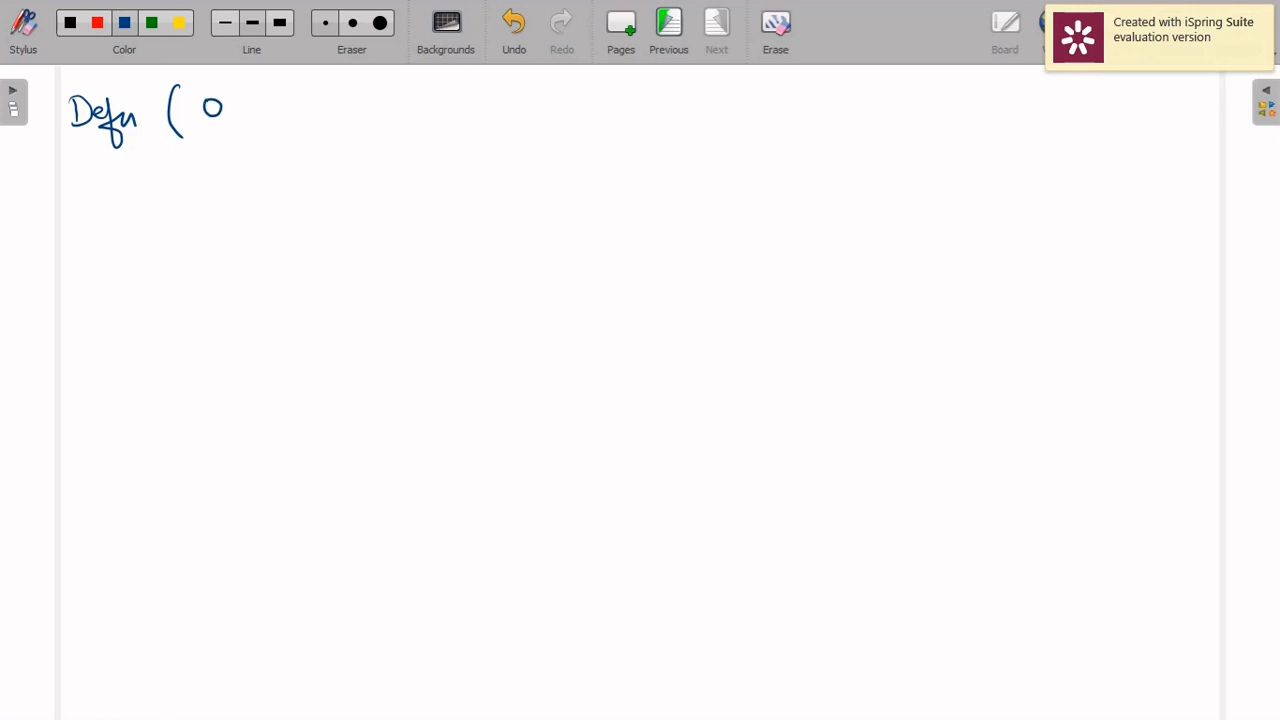 Stylus
Color
Line
Eraser
Backgrounds
Undo
Redo
Pages
Previous
Next
Erase
Board
Created with iSpring Suite
evaluation version
Defn ( o